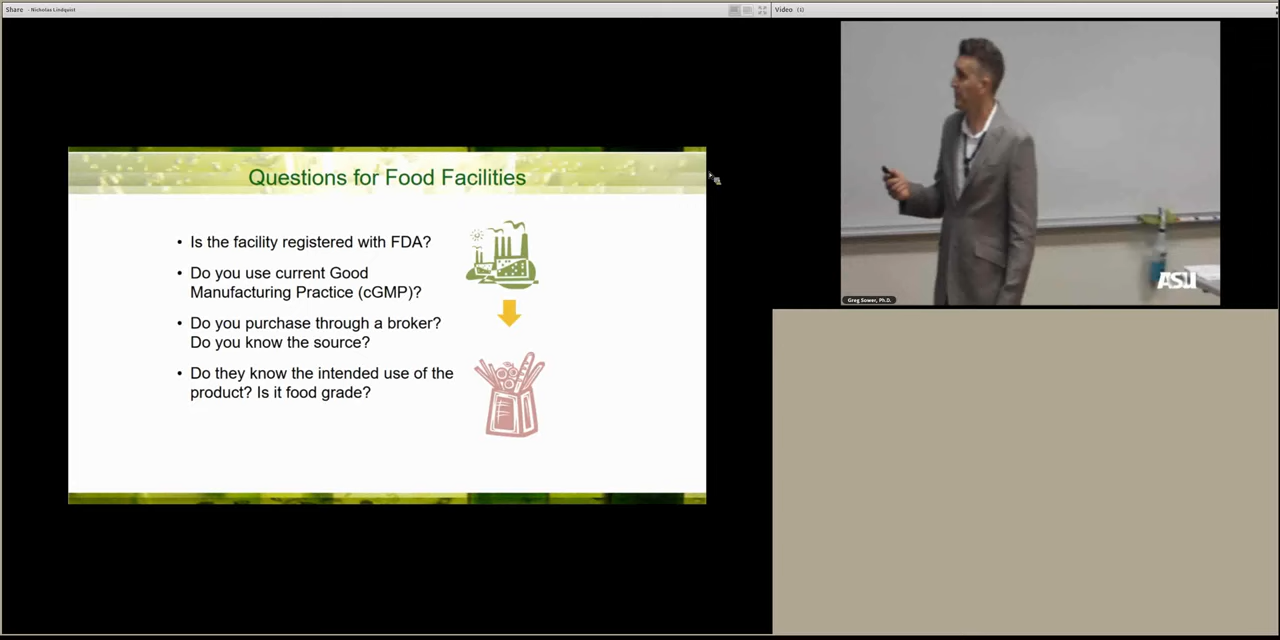 Share - Nicholas Lindquist
Video (1)
Questions for Food Facilities
• Is the facility registered with FDA?
• Do you use current Good
Manufacturing Practice (cGMP)?
• Do you purchase through a broker?
Do you know the source?
• Do they know the intended use of the
product? Is it food grade?
Greg Sower, Ph.D.
ASU